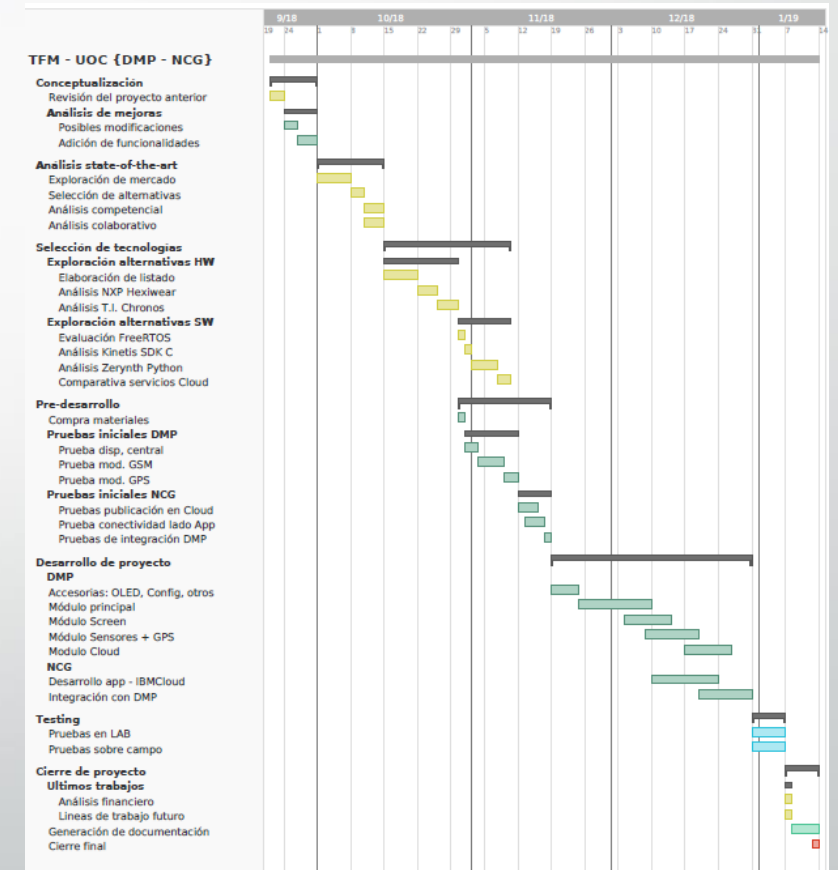 9/18 10/18 11/18 12/18 1/19
19 24 1 8 15 22 29 5 12 19 26 3 10 17 24 31 7 14
TFM - UOC {DMP - NCG}
Conceptualización
Revisión del proyecto anterior
Análisis de mejoras
Posibles modificaciones
Adición de funcionalidades
Análisis state-of-the-art
Exploración de mercado
Selección de alternativas
Análisis competencial
Análisis colaborativo
Selección de tecnologías
Exploración alternativas HW
Elaboración de listado
Análisis NXP Hexiwear
Análisis T.I. Chronos
Exploración alternativas SW
Evaluación FreeRTOS
Análisis Kinetis SDK C
Análisis Zerynth Python
Comparativa servicios Cloud
Pre-desarrollo
Compra materiales
Pruebas iniciales DMP
Prueba disp, central
Prueba mod. GSM
Prueba mod. GPS
Pruebas iniciales NCG
Pruebas publicación en Cloud
Prueba conectividad lado App
Pruebas de integración DMP
Desarrollo de proyecto
DMP
Accesorias: OLED, Config, otros
Módulo principal
Módulo Screen
Módulo Sensores + GPS
Modulo Cloud
NCG
Desarrollo app - IBMCloud
Integración con DMP
Testing
Pruebas en LAB
Pruebas sobre campo
Cierre de proyecto
Ultimos trabajos
Análisis financiero
Lineas de trabajo futuro
Generación de documentación
Cierre final